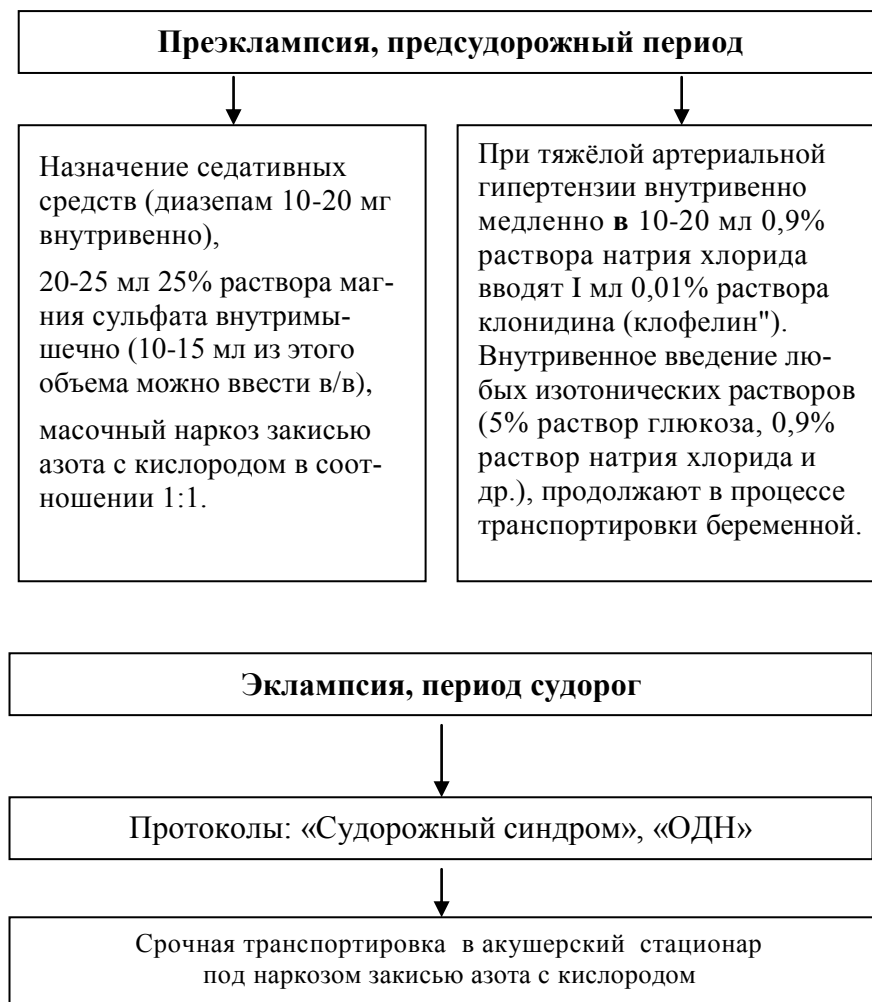 Преэклампсия, предсудорожный период
Назначение седативных
средств (диазепам 10-20 мг
внутривенно),
20-25 мл 25% раствора маг-
ния сульфата внутримы-
шечно (10-15 мл из этого
объема можно ввести в/в),
масочный наркоз закисью
азота с кислородом в соот-
ношении 1:1.
При тяжёлой артериальной
гипертензии внутривенно
медленно в 10-20 мл 0,9%
раствора натрия хлорида
вводят I мл 0,01% раствора
клонидина (клофелин").
Внутривенное введение лю-
бых изотонических растворов
(5% раствор глюкоза, 0,9%
раствор натрия хлорида и
др.), продолжают в процессе
транспортировки беременной.
Эклампсия, период судорог
Протоколы: «Судорожный синдром», «ОДН»
Срочная транспортировка в акушерский стационар
под наркозом закисью азота с кислородом